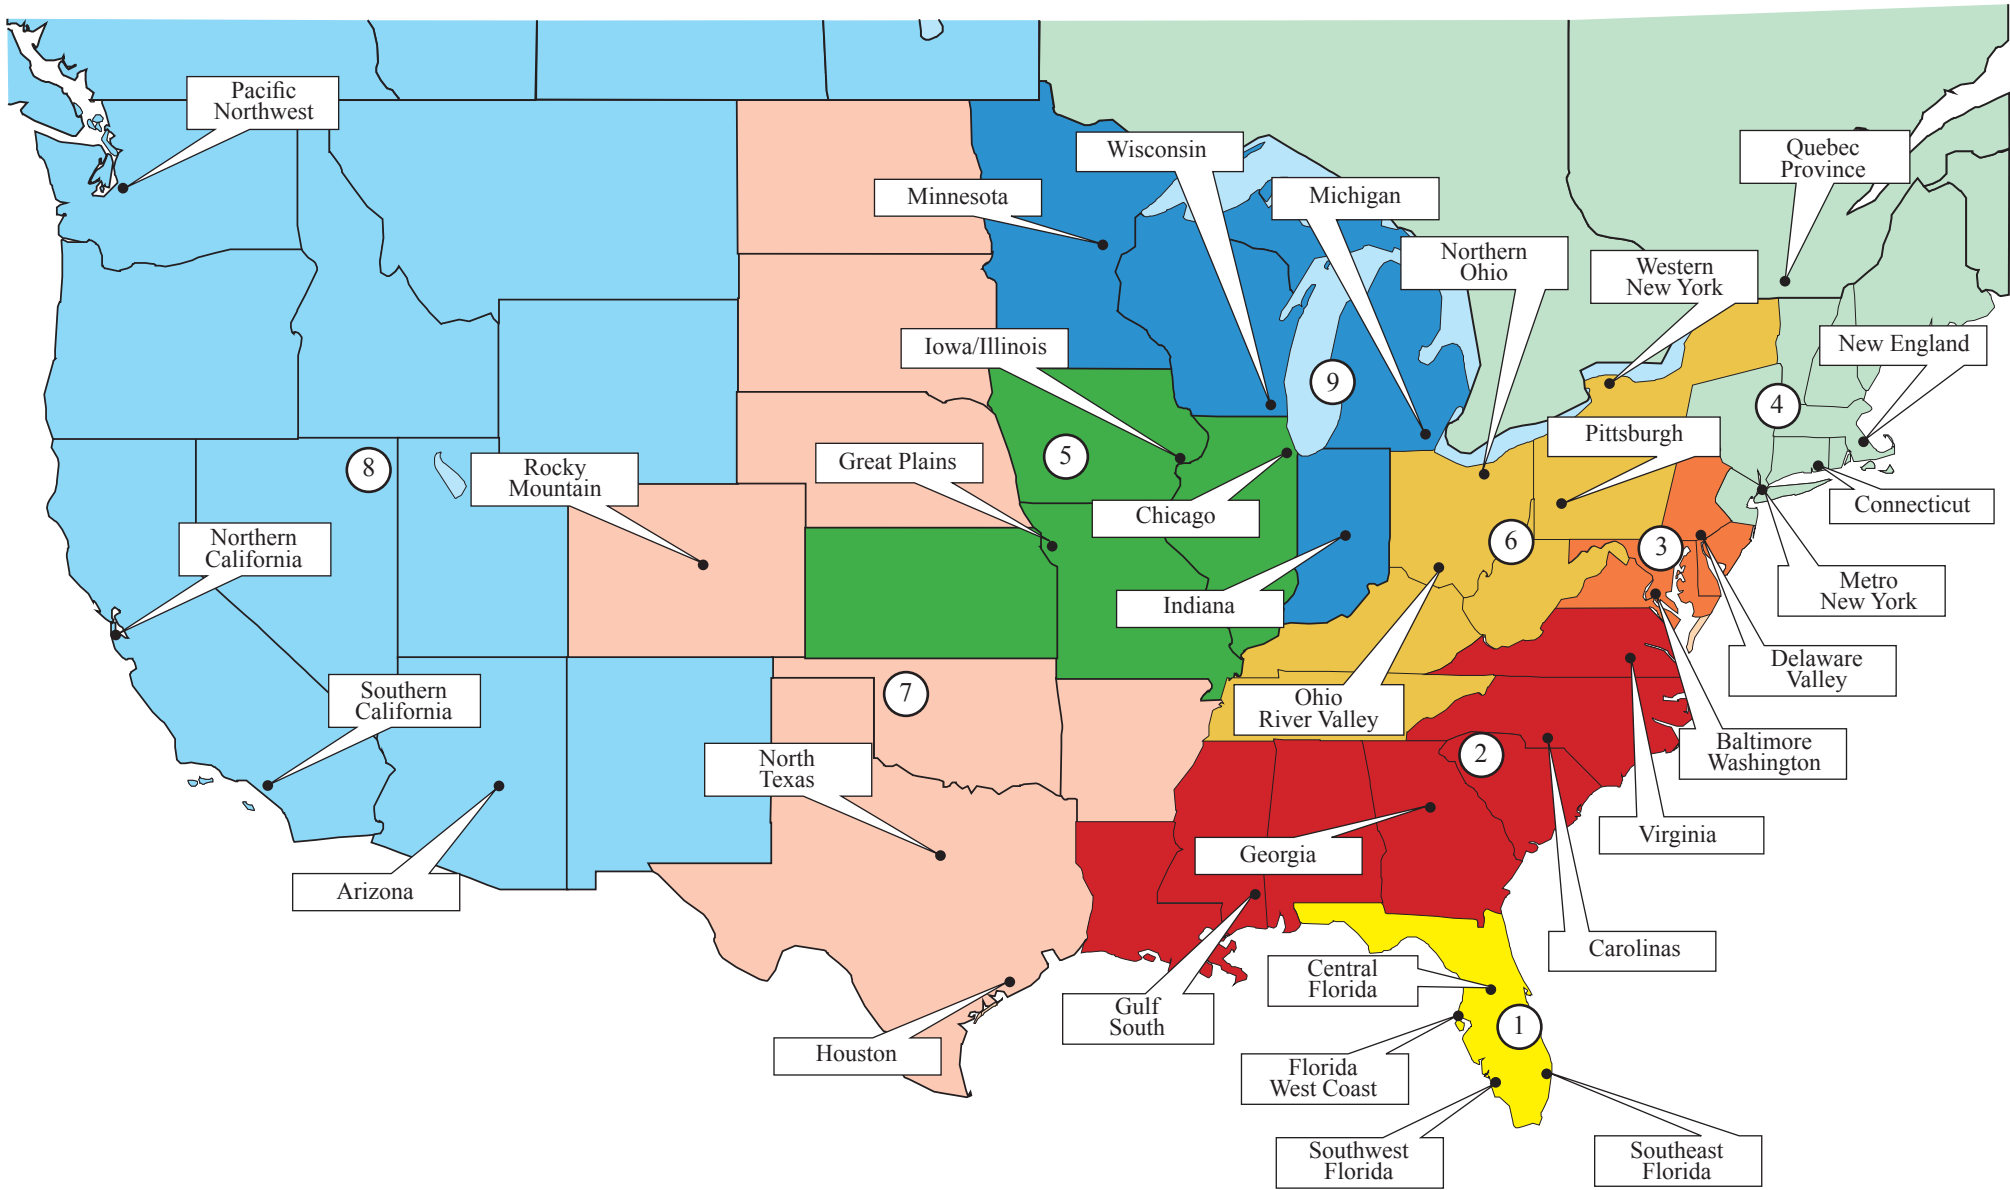 Pacific
Northwest
Wisconsin
Quebec
Province
Minnesota
Michigan
Northern
Ohio
Western
New York
Iowa/Illinois
New England
9
4
8
5
Rocky
Mountain
Great Plains
Pittsburgh
Chicago
Connecticut
Northern
California
6
3
Indiana
Metro
New York
Southern
California
7
Ohio
River Valley
Delaware
Valley
North
Texas
2
Baltimore
Washington
Georgia
Virginia
Arizona
Carolinas
Central
Florida
Gulf
South
1
Houston
Florida
West Coast
Southwest
Florida
Southeast
Florida